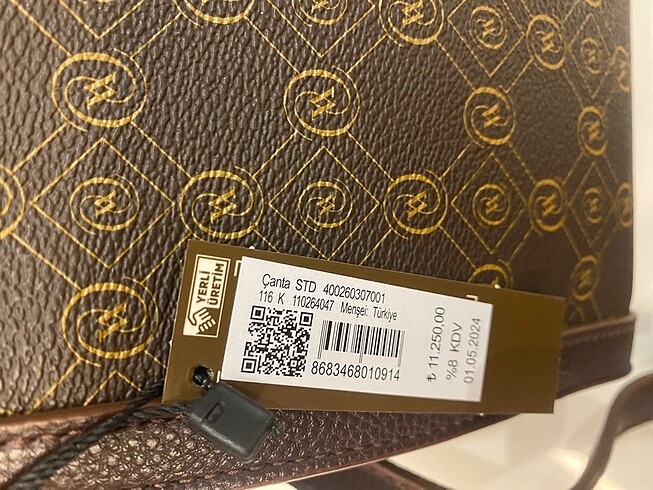 YERLİ
ÜRETİM
Çanta STD 400260307001
116 K 110264047 Menşei: Türkiye
8683468010914
₺ 11.250,00
%8 KDV
01.05.2024